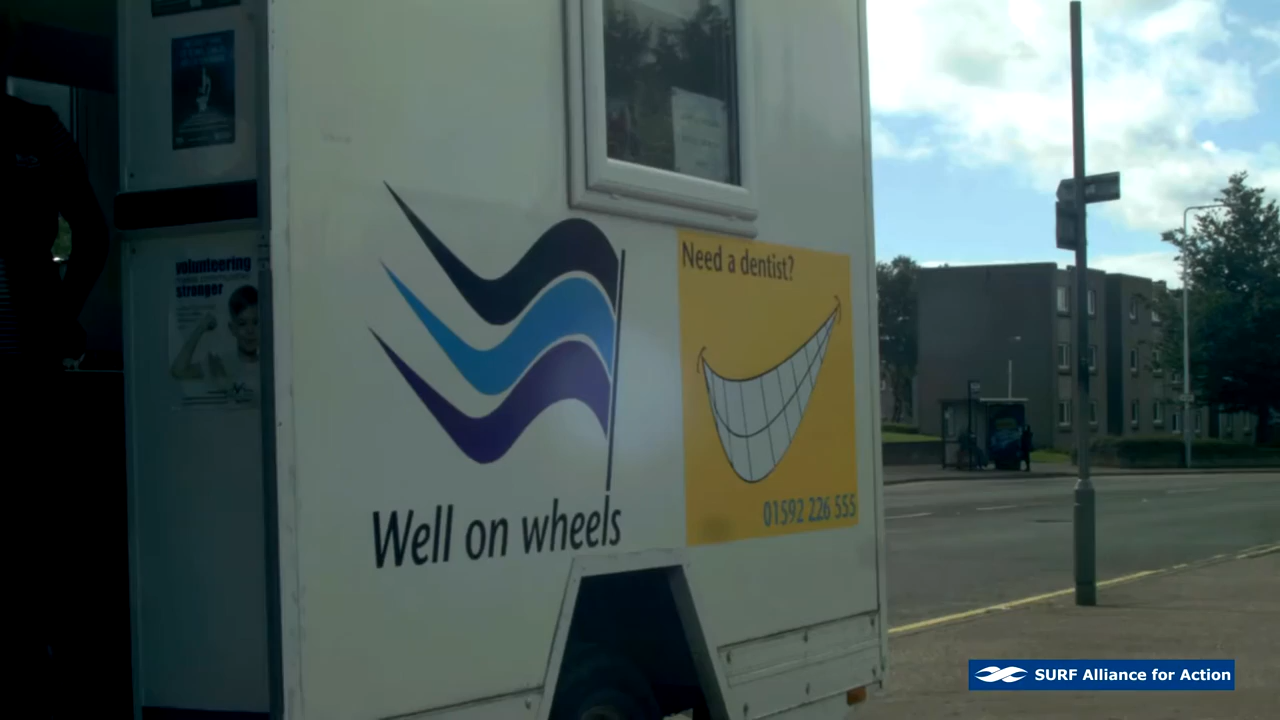 volunteering
stranger
Need a dentist?
01592 226 555
Well on wheels
SURF Alliance for Action